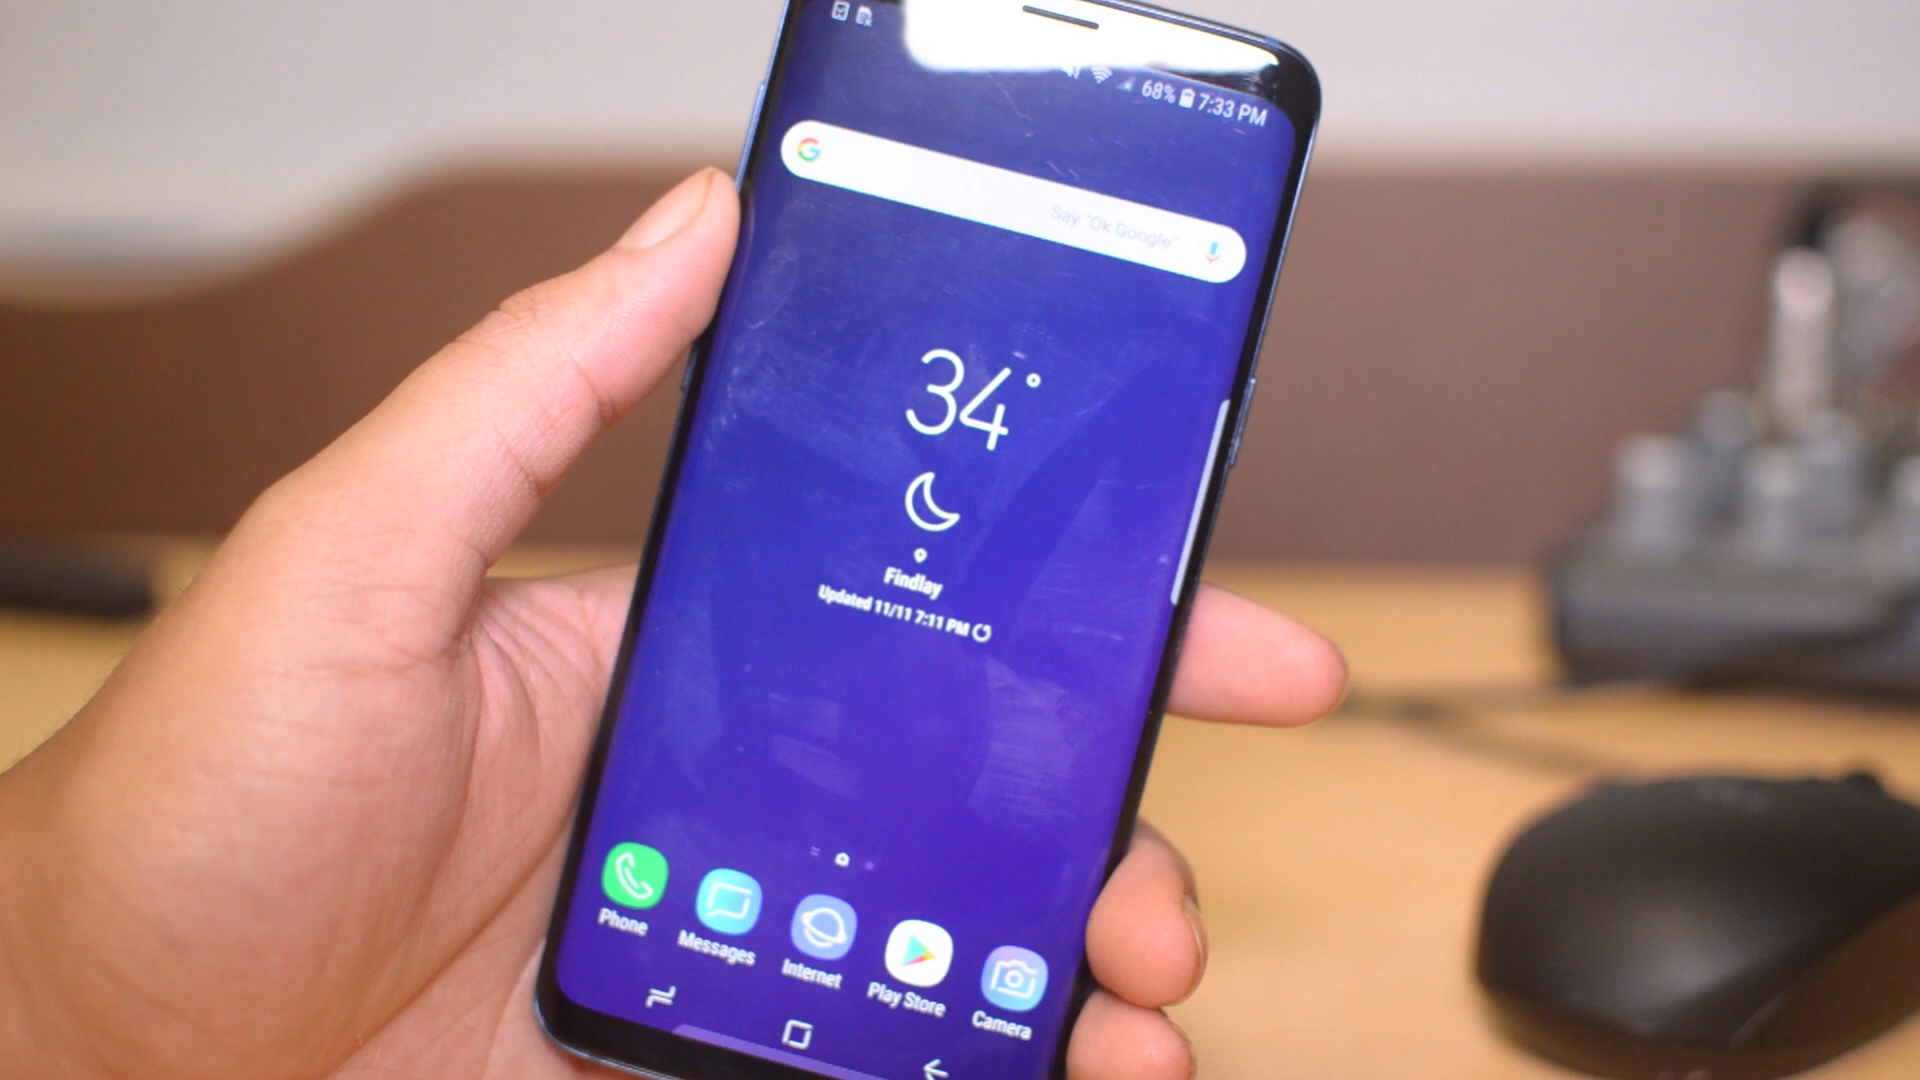 68% 7:33 PM
Say "Ok Google"
34°
Findlay
Updated 11/11 7:11 PM
Phone
Messages
Internet
Play Store
Camera